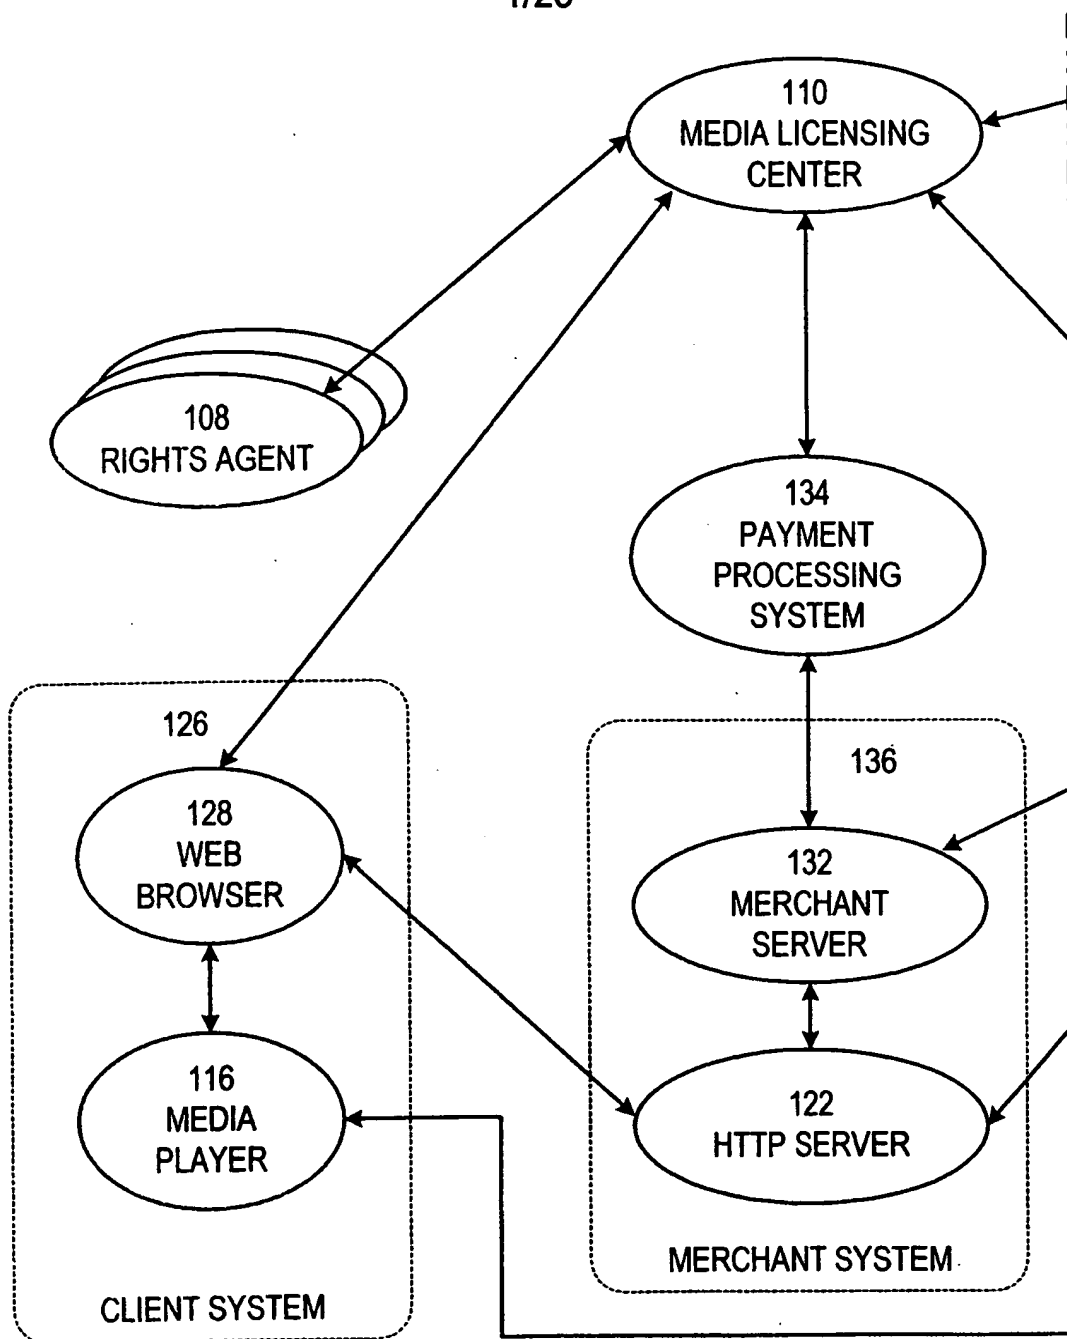 110
MEDIA LICENSING
CENTER
108
RIGHTS AGENT
134
PAYMENT
PROCESSING
SYSTEM
126
136
128
WEB
BROWSER
132
MERCHANT
SERVER
116
MEDIA
PLAYER
122
HTTP SERVER
MERCHANT SYSTEM
CLIENT SYSTEM